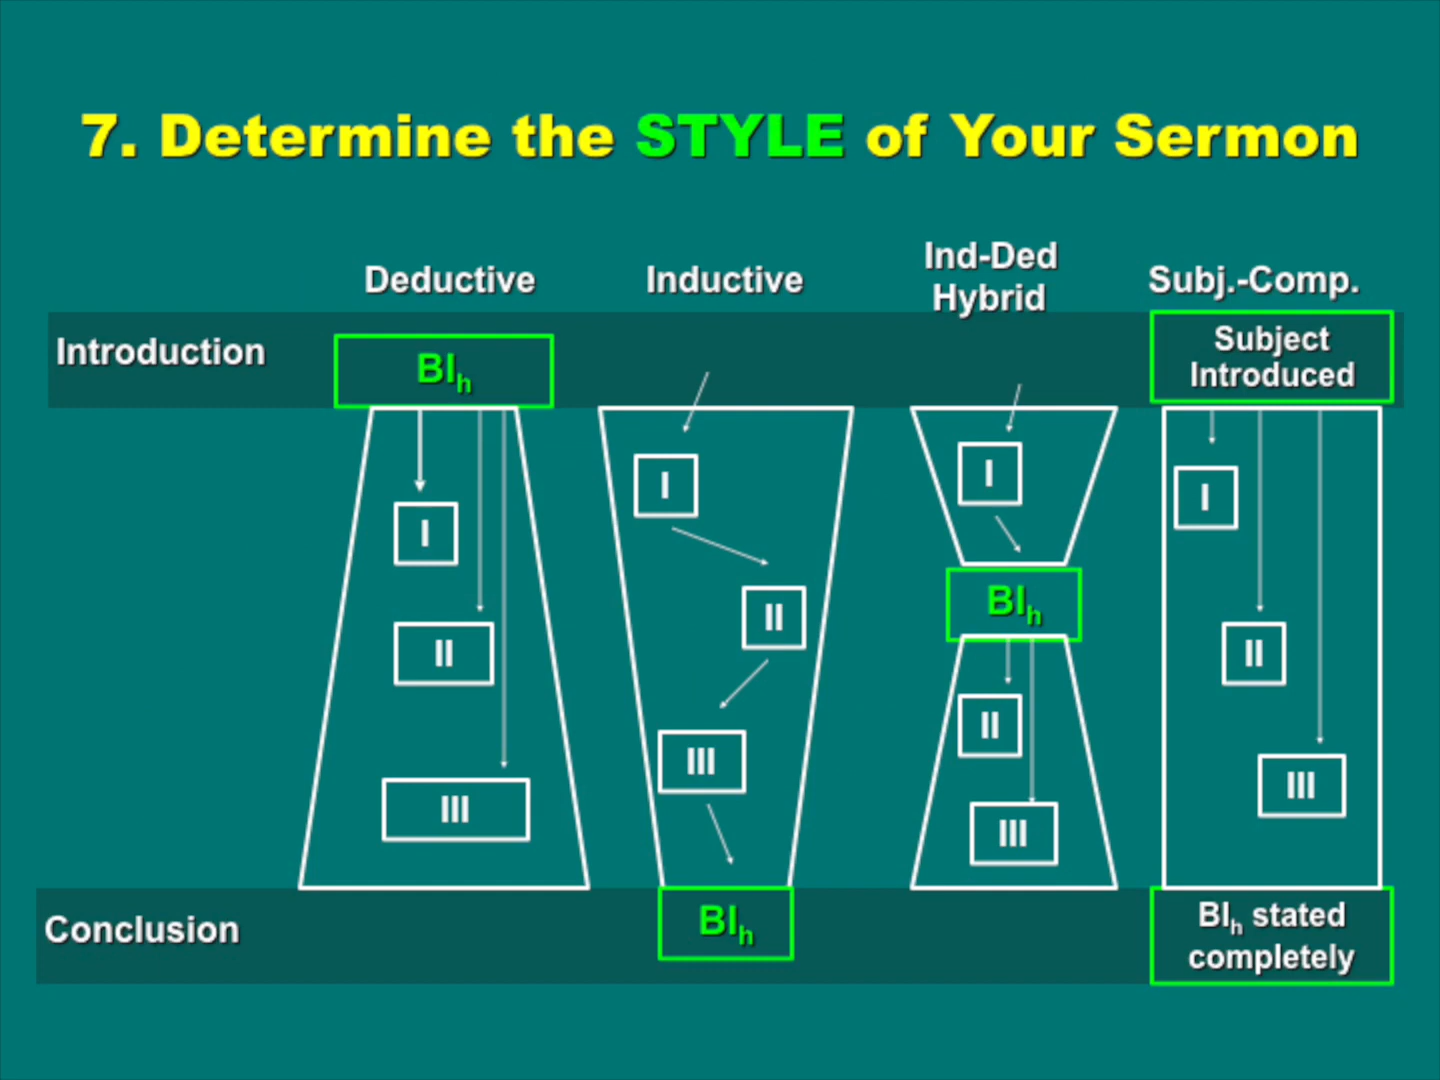 7. Determine the STYLE of Your Sermon
Deductive
Inductive
Ind-Ded
Hybrid
Subj.-Comp.
Introduction
BIh
Subject
Introduced
I
II
III
I
II
III
BIh
I
BIh
II
III
I
II
III
Conclusion
BIh stated
completely